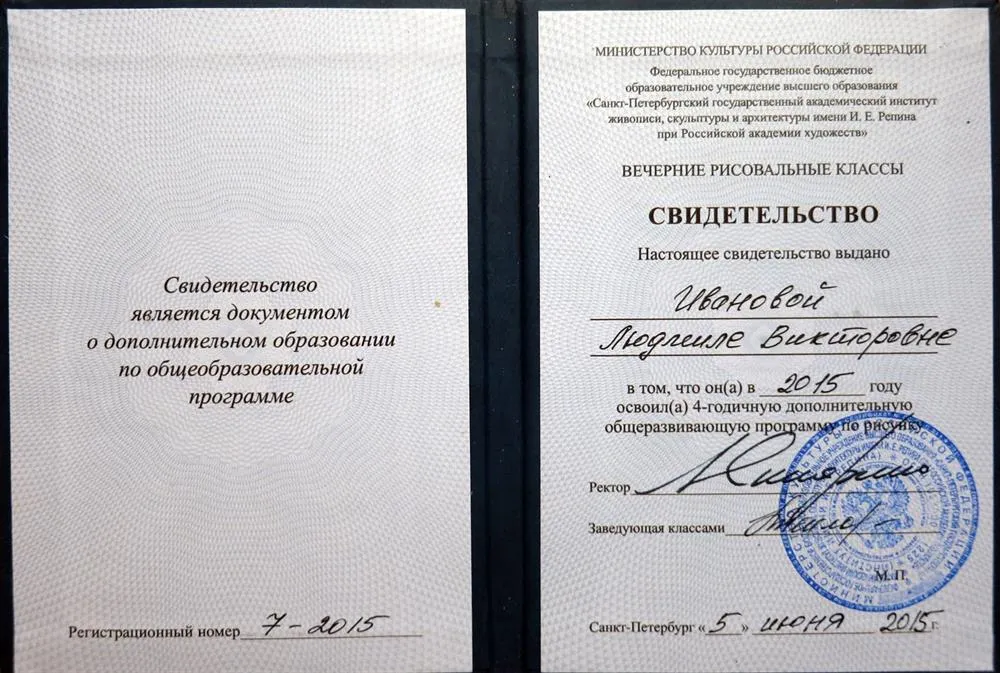 Свидетельство
является документом
о дополнительном образовании
по общеобразовательной
программе
Регистрационный номер 7-2015
МИНИСТЕРСТВО КУЛЬТУРЫ РОССИЙСКОЙ ФЕДЕРАЦИИ
Федеральное государственное бюджетное
образовательное учреждение высшего образования
«Санкт-Петербургский государственный академический институт
живописи, скульптуры и архитектуры имени И. Е. Репина
при Российской академии художеств»
ВЕЧЕРНИЕ РИСОВАЛЬНЫЕ КЛАССЫ
СВИДЕТЕЛЬСТВО
Настоящее свидетельство выдано
Ивановой
Людмиле Викторовне
в том, что он(а) в 2015 году
освоил(а) 4-годичную дополнительную
общеразвивающую программу по рисунку
Ректор
Заведующая классами
М.П.
Санкт-Петербург «5» июня 2015г.